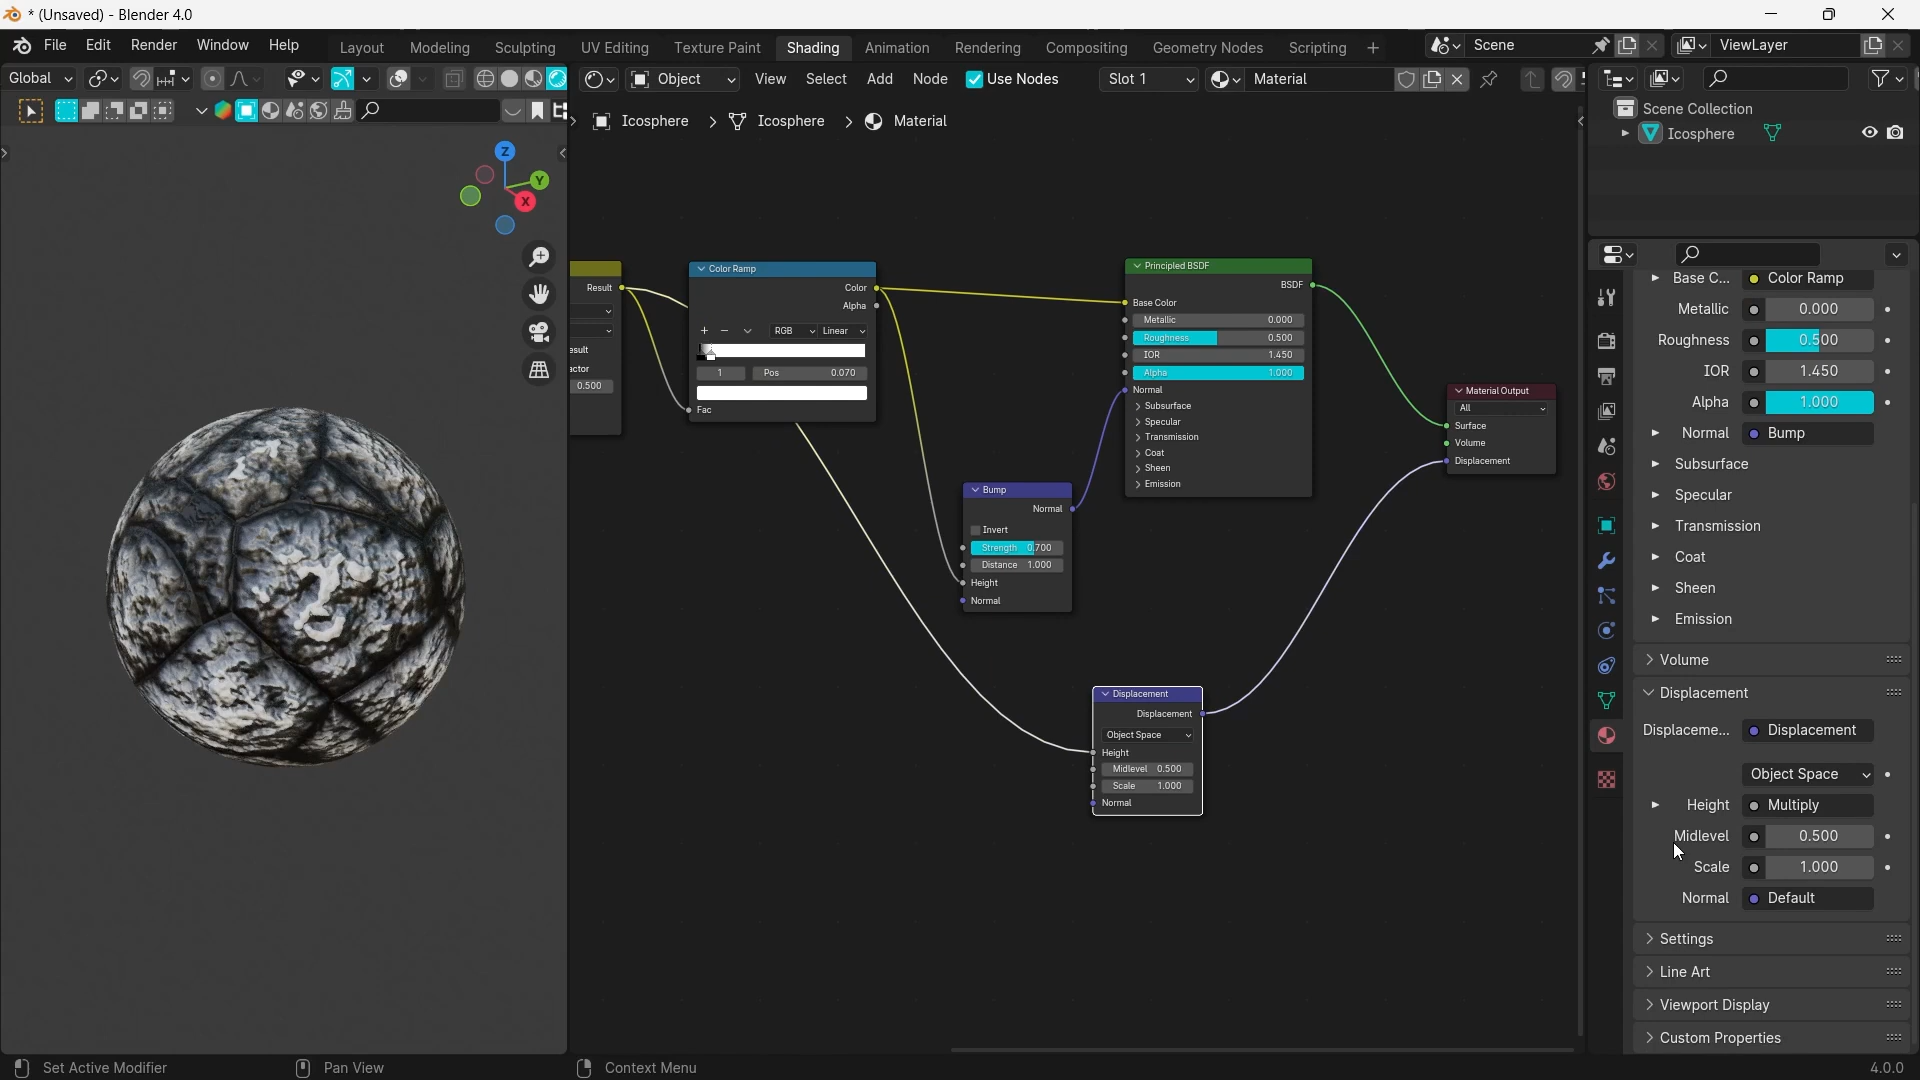 * (Unsaved) - Blender 4.0
File Edit Render Window Help
Layout Modeling Sculpting UV Editing Texture Paint Shading Animation Rendering Compositing Geometry Nodes Scripting +
Scene
ViewLayer
Global
Object View Select Add Node Use Nodes Slot 1 Material
Scene Collection
Icosphere > Icosphere > Material
Icosphere
Z
Y
X
Result
esult
actor
0.500
Color Ramp
Color
Alpha
+ − RGB Linear
1 Pos 0.070
Fac
Principled BSDF
BSDF
Base Color
Metallic 0.000
Roughness 0.500
IOR 1.450
Alpha 1.000
Normal
Subsurface
Specular
Transmission
Coat
Sheen
Emission
Material Output
All
Surface
Volume
Displacement
Bump
Normal
Invert
Strength 0.700
Distance 1.000
Height
Normal
Displacement
Displacement
Object Space
Height
Midlevel 0.500
Scale 1.000
Normal
Base C... Color Ramp
Metallic 0.000
Roughness 0.500
IOR 1.450
Alpha 1.000
Normal Bump
Subsurface
Specular
Transmission
Coat
Sheen
Emission
Volume
Displacement
Displaceme... Displacement
Object Space
Height Multiply
Midlevel 0.500
Scale 1.000
Normal Default
Settings
Line Art
Viewport Display
Custom Properties
Set Active Modifier Pan View Context Menu 4.0.0